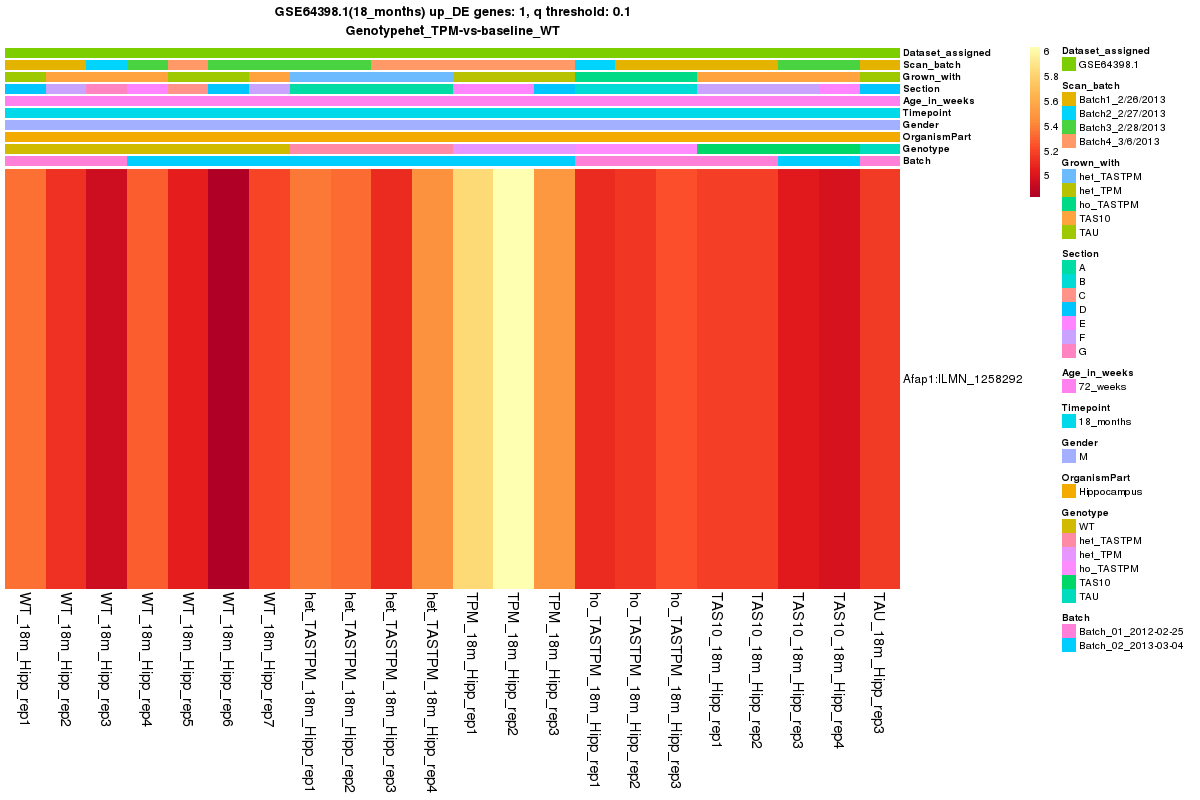 GSE64398.1(18_months) up_DE genes: 1, q threshold: 0.1
Genotypehet_TPM-vs-baseline_WT
Dataset_assigned
Scan_batch
Grown_with
Section
Age_in_weeks
Timepoint
Gender
OrganismPart
Genotype
Batch
Afap1:ILMN_1258292
WT_18m_Hipp_rep1
WT_18m_Hipp_rep2
WT_18m_Hipp_rep3
WT_18m_Hipp_rep4
WT_18m_Hipp_rep5
WT_18m_Hipp_rep6
WT_18m_Hipp_rep7
het_TASTPM_18m_Hipp_rep1
het_TASTPM_18m_Hipp_rep2
het_TASTPM_18m_Hipp_rep3
het_TASTPM_18m_Hipp_rep4
TPM_18m_Hipp_rep1
TPM_18m_Hipp_rep2
TPM_18m_Hipp_rep3
ho_TASTPM_18m_Hipp_rep1
ho_TASTPM_18m_Hipp_rep2
ho_TASTPM_18m_Hipp_rep3
TAS10_18m_Hipp_rep1
TAS10_18m_Hipp_rep2
TAS10_18m_Hipp_rep3
TAS10_18m_Hipp_rep4
TAU_18m_Hipp_rep3
6
5.8
5.6
5.4
5.2
5
Dataset_assigned
GSE64398.1
Scan_batch
Batch1_2/26/2013
Batch2_2/27/2013
Batch3_2/28/2013
Batch4_3/6/2013
Grown_with
het_TASTPM
het_TPM
ho_TASTPM
TAS10
TAU
Section
A
B
C
D
E
F
G
Age_in_weeks
72_weeks
Timepoint
18_months
Gender
M
OrganismPart
Hippocampus
Genotype
WT
het_TASTPM
het_TPM
ho_TASTPM
TAS10
TAU
Batch
Batch_01_2012-02-25
Batch_02_2013-03-04